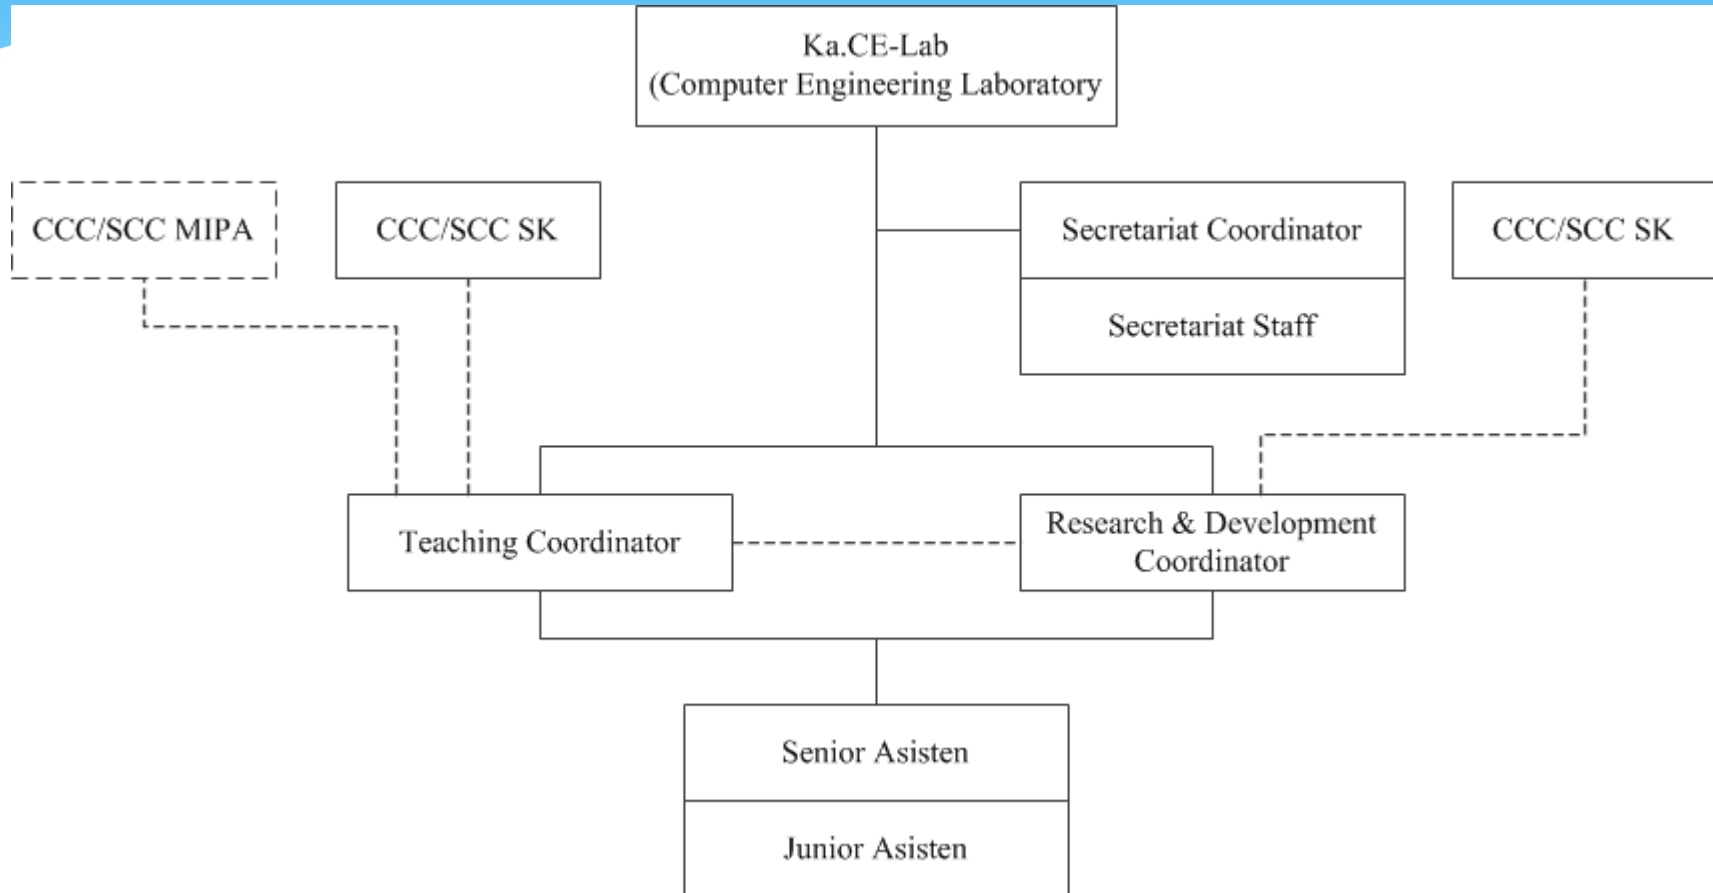 Ka.CE-Lab
(Computer Engineering Laboratory
CCC/SCC MIPA
CCC/SCC SK
Secretariat Coordinator
CCC/SCC SK
Secretariat Staff
Teaching Coordinator
Research & Development
Coordinator
Senior Asisten
Junior Asisten